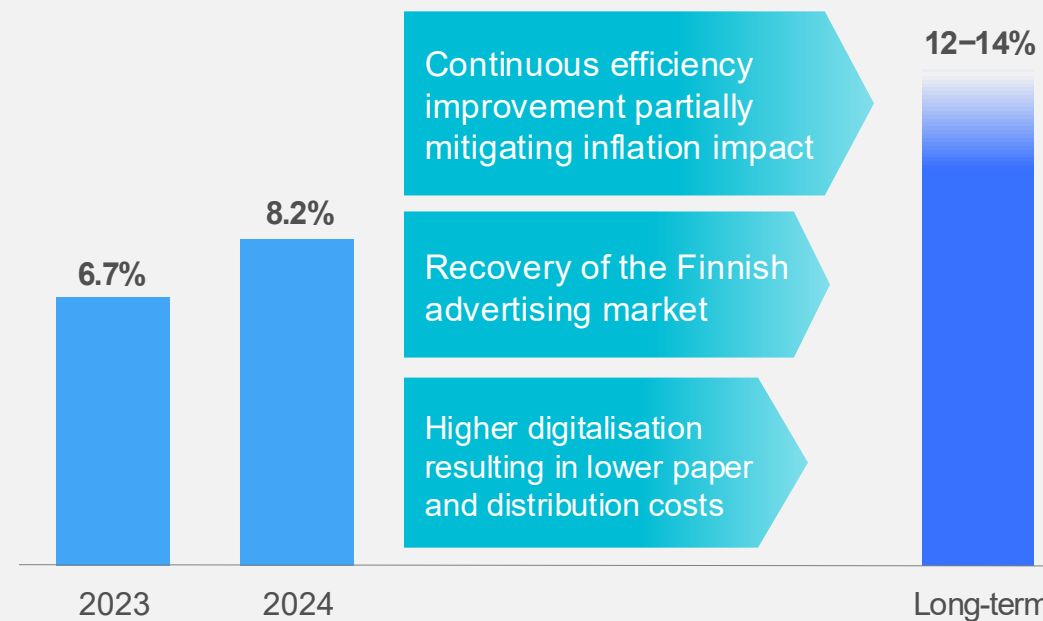 12–14%
Continuous efficiency
improvement partially
mitigating inflation impact
8.2%
6.7%
Recovery of the Finnish
advertising market
Higher digitalisation
resulting in lower paper
and distribution costs
2023
2024
Long-term